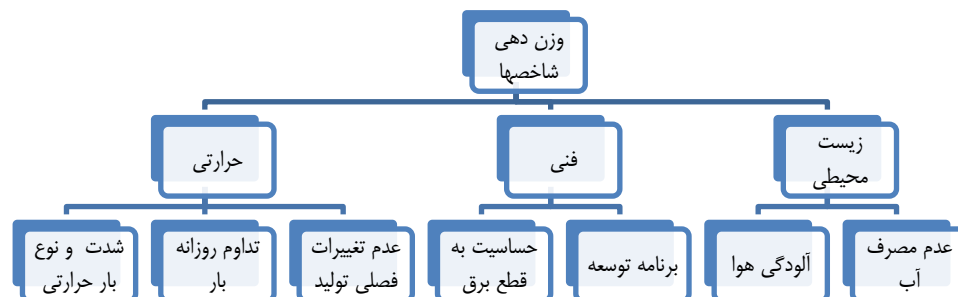 وزن دهی
شاخصها
زیست
محیطی
فنی
حرارتی
عدم مصرف
آب
آلودگی هوا
برنامه توسعه
حساسیت به
قطع برق
عدم تغییرات
فصلی تولید
تداوم روزانه
بار
شدت و نوع
بار حرارتی